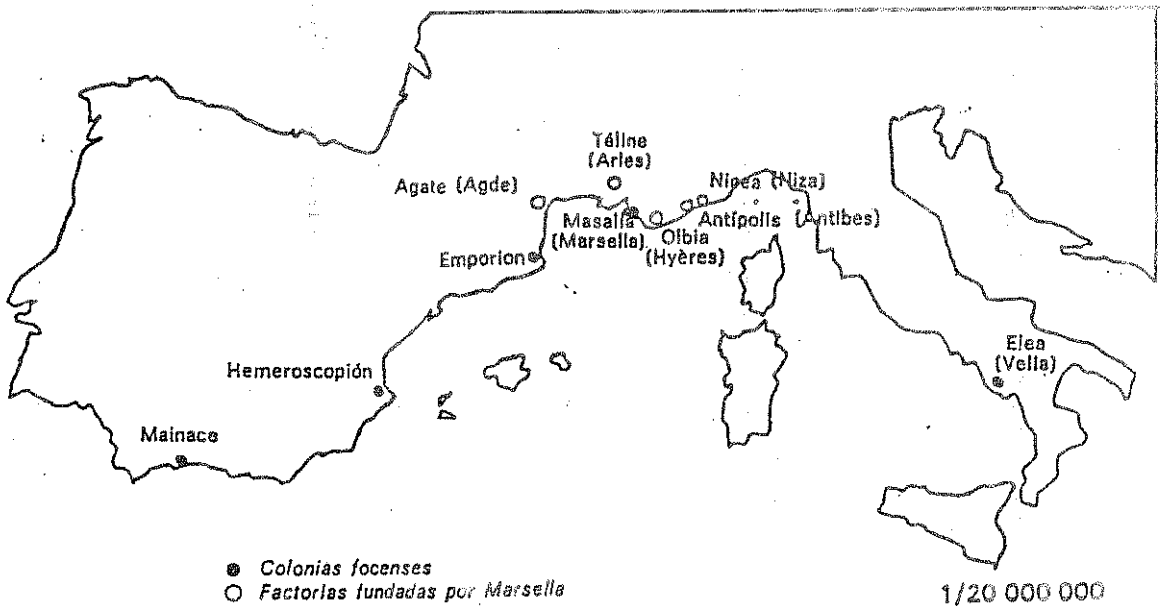 Téline
(Arles)
Agate (Agde)
Nicea (Niza)
Masalia
(Marsella)
Antípolis (Antibes)
Olbia
(Hyères)
Emporion
Elea
(Vella)
Hemeroscopión
Mainace
Colonias focenses
Factorías fundadas por Marsella
1/20 000 000